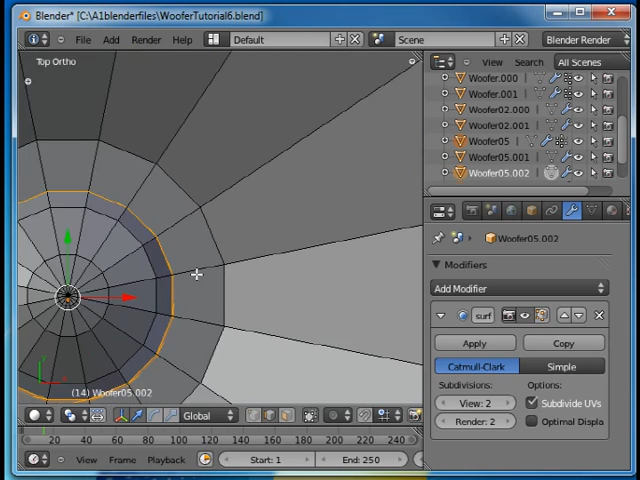 Blender* [C:\A1blenderfiles\WooferTutorial6.blend]
File Add Render Help Default Scene Blender Render
Top Ortho
View Search All Scenes
Woofer.000
Woofer.001
Woofer02.000
Woofer02.001
Woofer05
Woofer05.001
Woofer05.002
Woofer05.002
Modifiers
Add Modifier
surf
Apply Copy
Catmull-Clark Simple
Subdivisions: Options:
View: 2 Subdivide UVs
Render: 2 Optimal Displa
(14) Woofer05.002
Global
20 40 60 80 100 120 140 160 180 200 220 240
View Marker Frame Playback Start: 1 End: 250